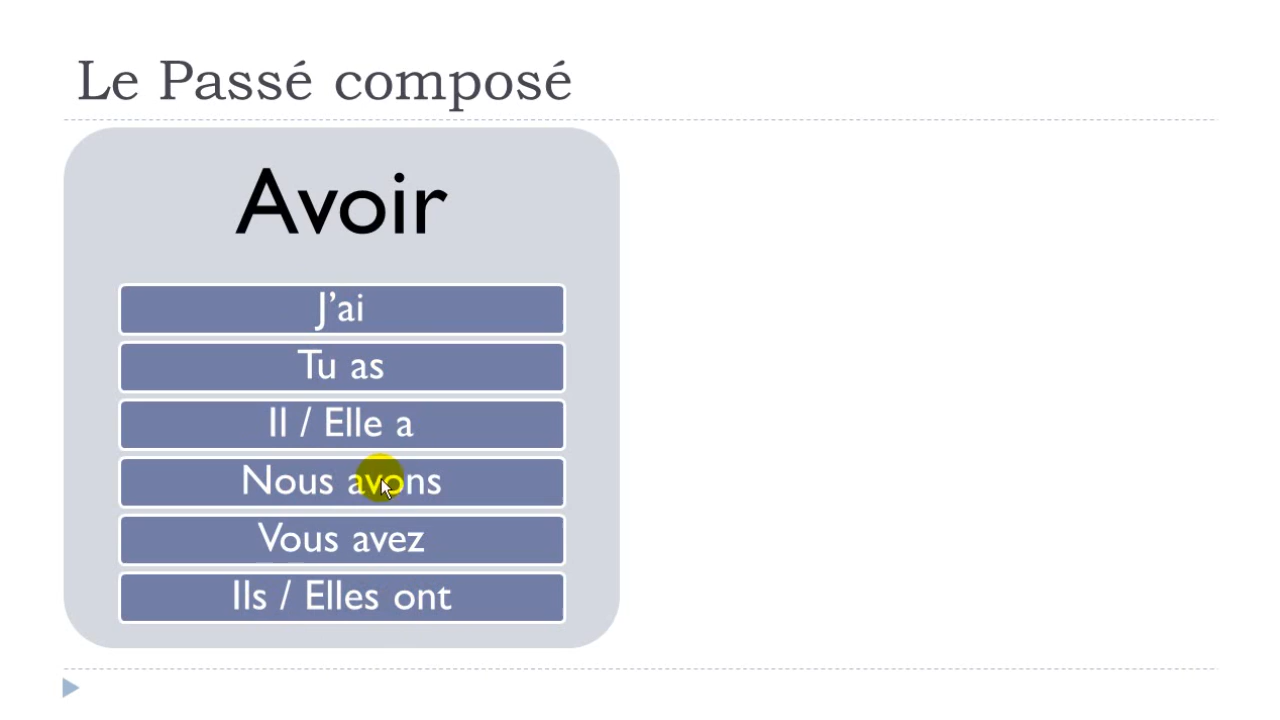 Le Passé composé
Avoir
J’ai
Tu as
Il / Elle a
Nous avons
Vous avez
Ils / Elles ont